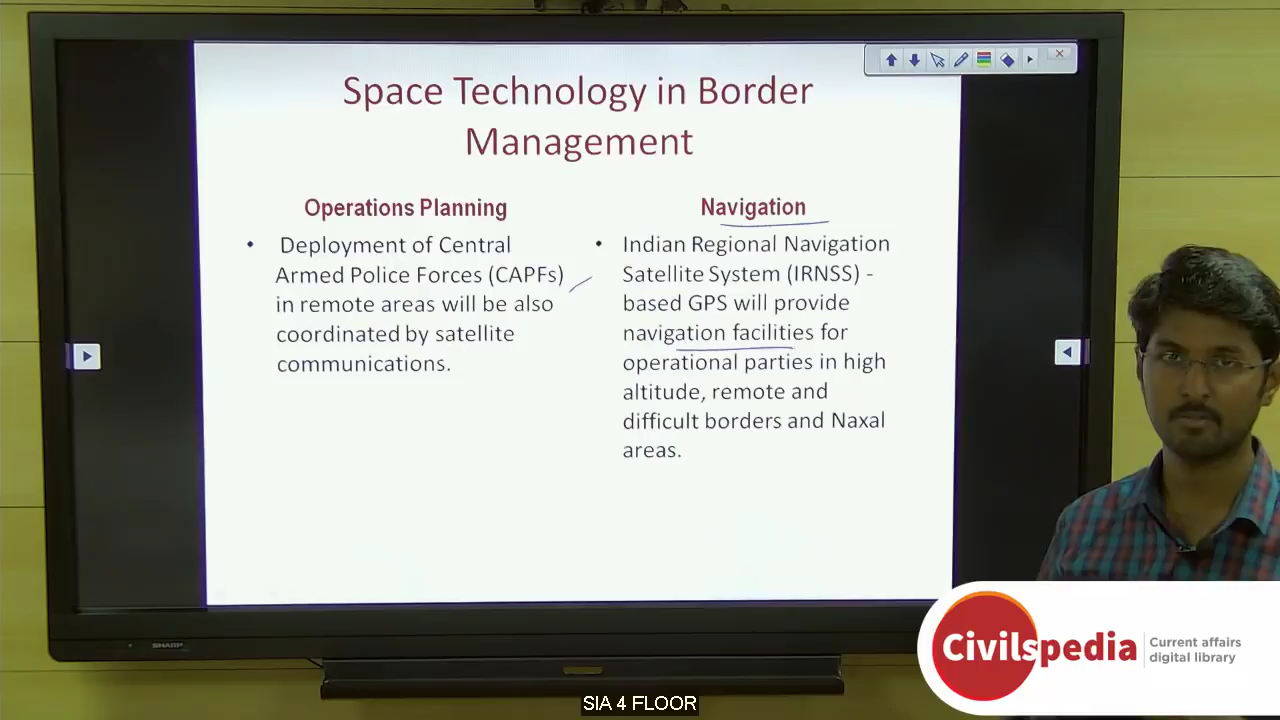 Space Technology in Border
Management
Operations Planning
• Deployment of Central
Armed Police Forces (CAPFs)
in remote areas will be also
coordinated by satellite
communications.
Navigation
• Indian Regional Navigation
Satellite System (IRNSS) -
based GPS will provide
navigation facilities for
operational parties in high
altitude, remote and
difficult borders and Naxal
areas.
SHARP
Civilspedia
Current affairs
digital library
SIA 4 FLOOR